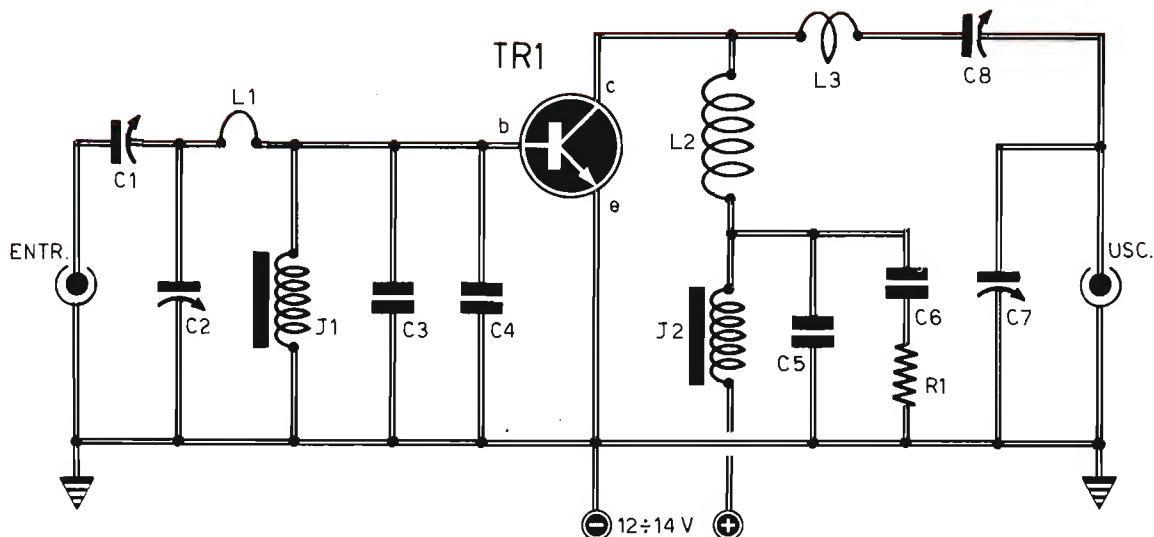 TR1
L3
C8
L1
c
b
L2
C1
e
ENTR.
USC.
C2
J1
C3
C4
J2
C5
C6
C7
R1
− 12÷14 V +